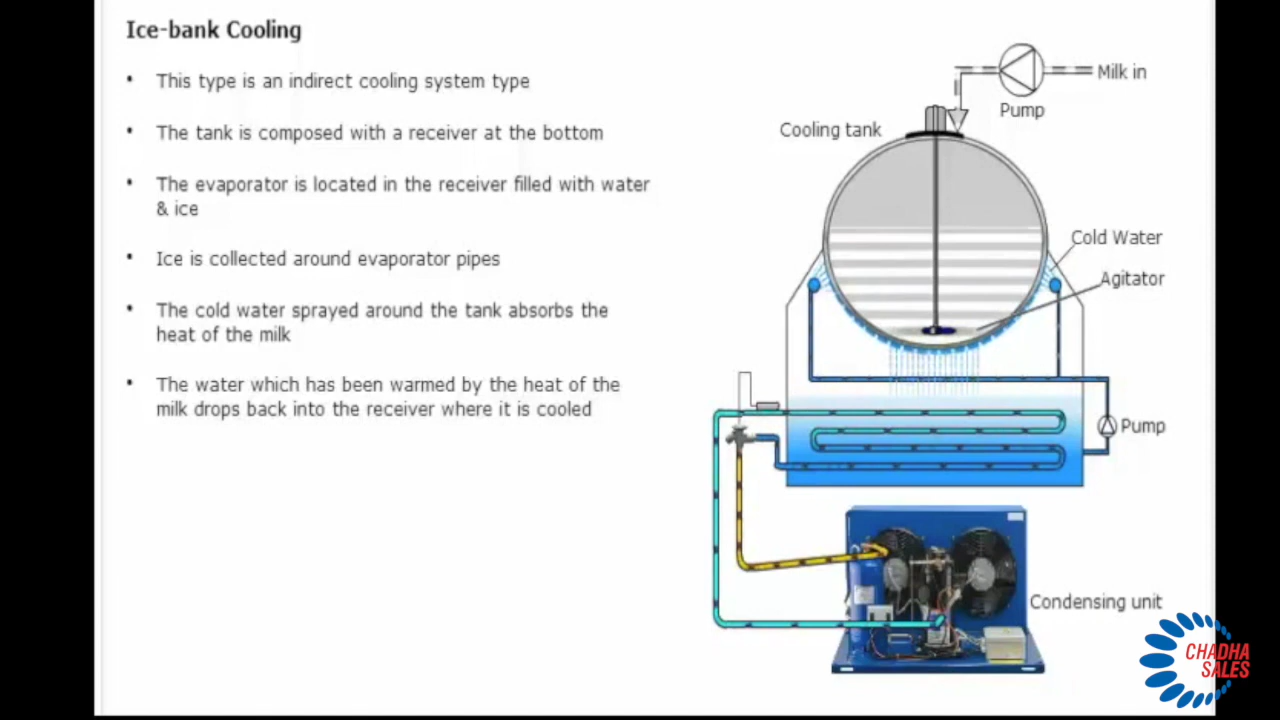 Ice-bank Cooling
• This type is an indirect cooling system type
• The tank is composed with a receiver at the bottom
• The evaporator is located in the receiver filled with water
& ice
• Ice is collected around evaporator pipes
• The cold water sprayed around the tank absorbs the
heat of the milk
• The water which has been warmed by the heat of the
milk drops back into the receiver where it is cooled
Milk in
Pump
Cooling tank
Cold Water
Agitator
Pump
Condensing unit
CHADHA
SALES